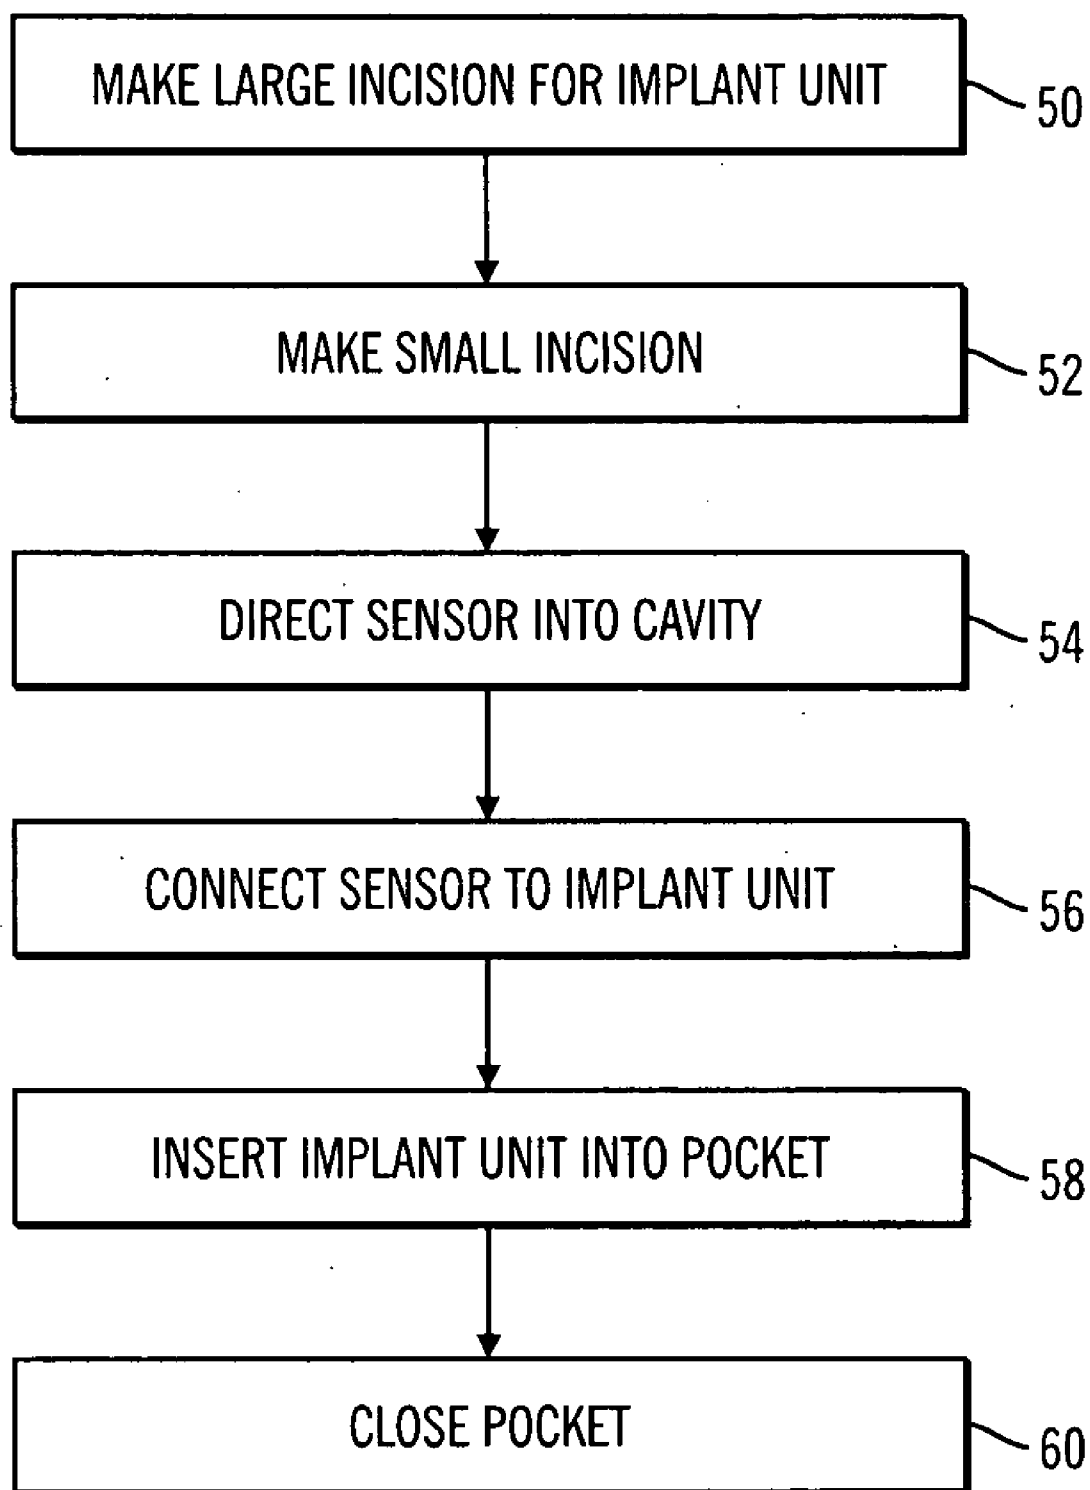 MAKE LARGE INCISION FOR IMPLANT UNIT
50
MAKE SMALL INCISION
52
DIRECT SENSOR INTO CAVITY
54
CONNECT SENSOR TO IMPLANT UNIT
56
INSERT IMPLANT UNIT INTO POCKET
58
CLOSE POCKET
60